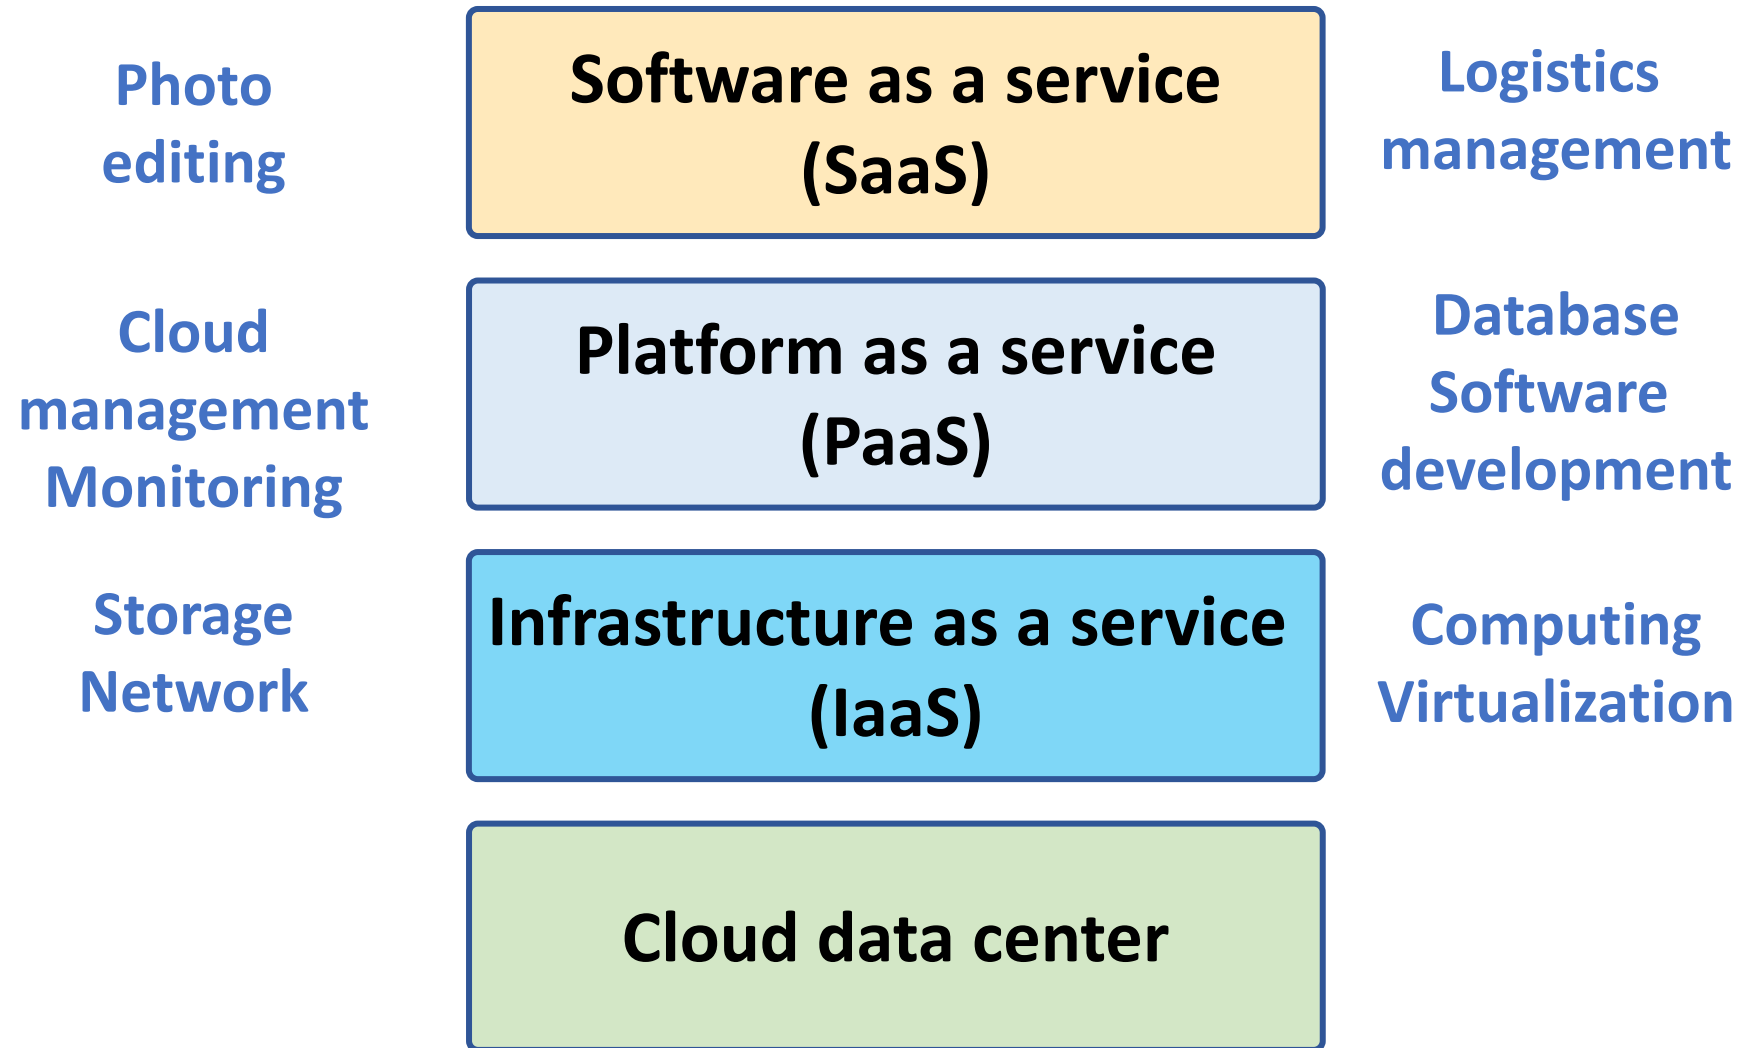 Photo
editing
Software as a service
(SaaS)
Logistics
management
Cloud
management
Monitoring
Platform as a service
(PaaS)
Database
Software
development
Storage
Network
Infrastructure as a service
(IaaS)
Computing
Virtualization
Cloud data center